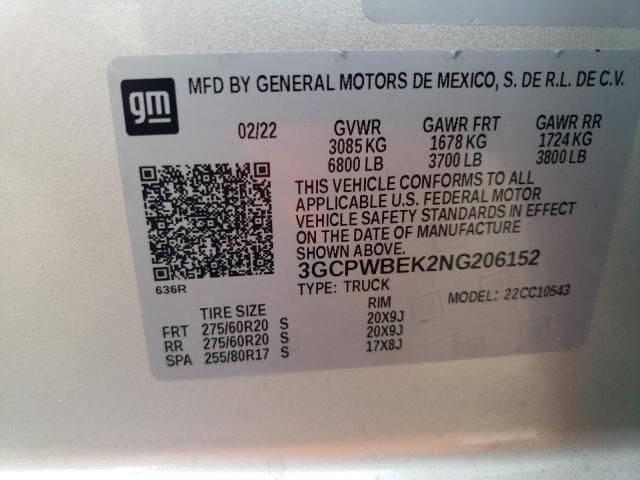 gm
MFD BY GENERAL MOTORS DE MEXICO, S. DE R.L. DE C.V.
02/22 GVWR GAWR FRT GAWR RR
3085 KG 1678 KG 1724 KG
6800 LB 3700 LB 3800 LB
THIS VEHICLE CONFORMS TO ALL
APPLICABLE U.S. FEDERAL MOTOR
VEHICLE SAFETY STANDARDS IN EFFECT
ON THE DATE OF MANUFACTURE
SHOWN ABOVE.
3GCPWBEK2NG206152
636R
TYPE: TRUCK MODEL: 22CC10543
TIRE SIZE RIM
FRT 275/60R20 S 20X9J
RR 275/60R20 S 20X9J
SPA 255/80R17 S 17X8J